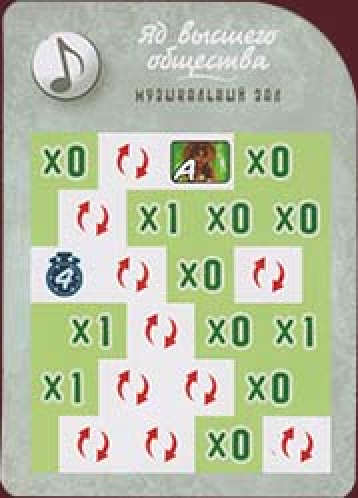 Яд высшего
общества
МУЗЫКАЛЬНЫЙ ЗАЛ
x0 A x0
x1 x0 x0
4 x0
x1 x0 x1
x1 x0
x0